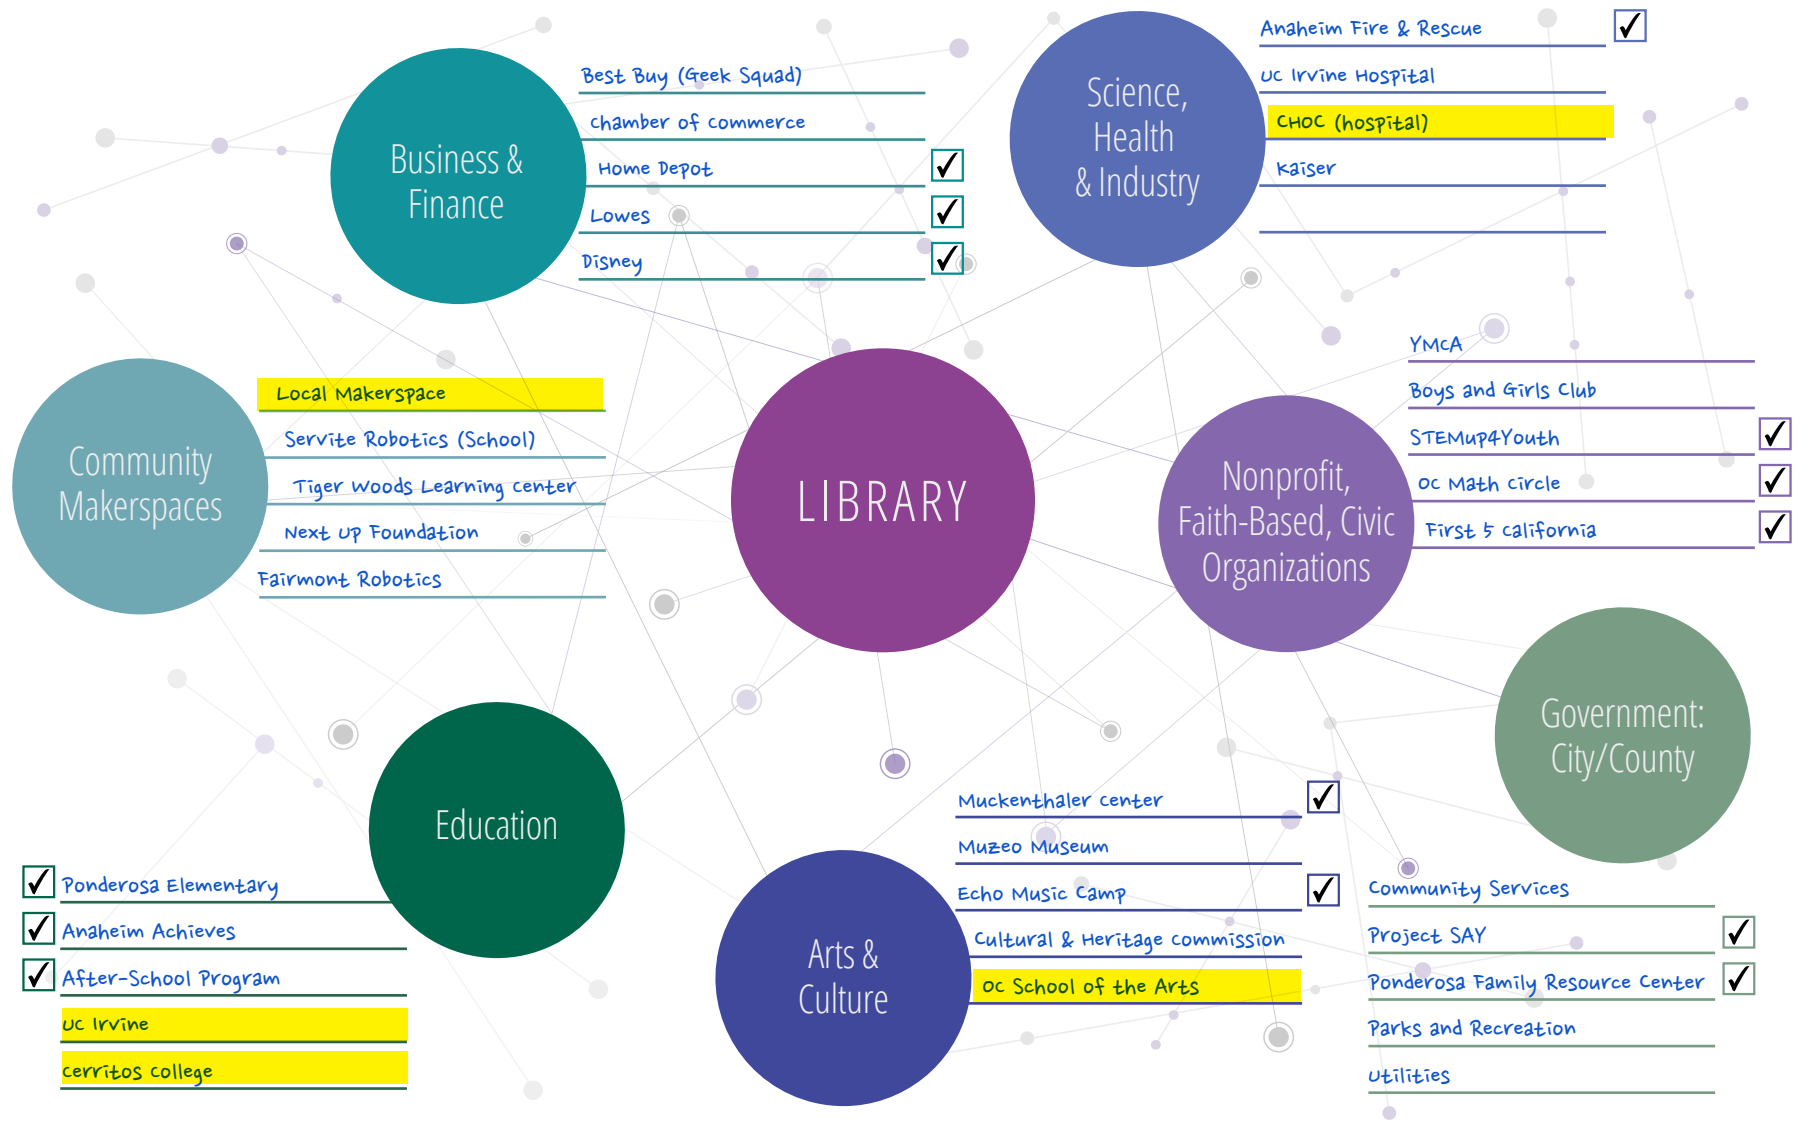 Business &
Finance
Best Buy (Geek Squad)
Chamber of Commerce
Home Depot
Lowes
Disney
Science,
Health
& Industry
Anaheim Fire & Rescue
UC Irvine Hospital
CHOC (hospital)
Kaiser
Community
Makerspaces
Local Makerspace
Servite Robotics (School)
Tiger Woods Learning Center
Next Up Foundation
Fairmont Robotics
LIBRARY
Nonprofit,
Faith-Based, Civic
Organizations
YMCA
Boys and Girls Club
STEMup4Youth
OC Math Circle
First 5 California
Education
Ponderosa Elementary
Anaheim Achieves
After-School Program
UC Irvine
Cerritos College
Arts &
Culture
Muckenthaler Center
Muzeo Museum
Echo Music Camp
Cultural & Heritage Commission
OC School of the Arts
Government:
City/County
Community Services
Project SAY
Ponderosa Family Resource Center
Parks and Recreation
Utilities